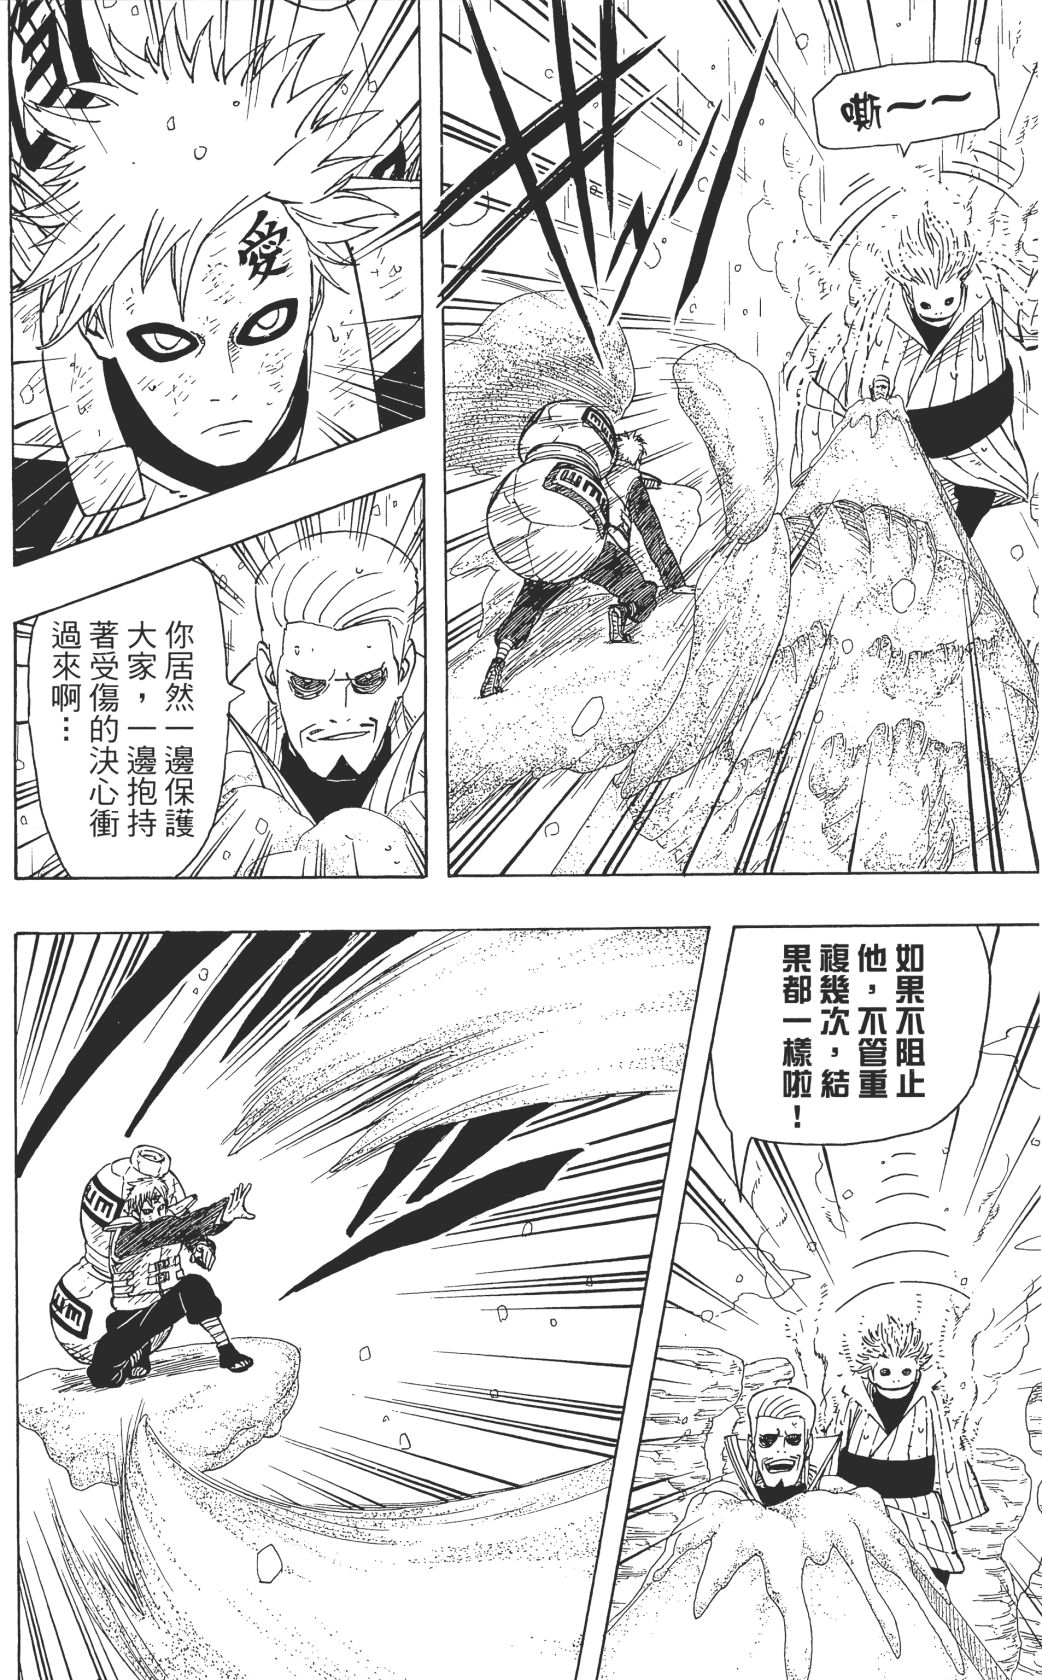 嘶——
愛
你居然一邊保護
大家，一邊抱持
著受傷的決心衝
過來啊…
如果不阻止
他，不管重
複幾次，結
果都一樣啦！